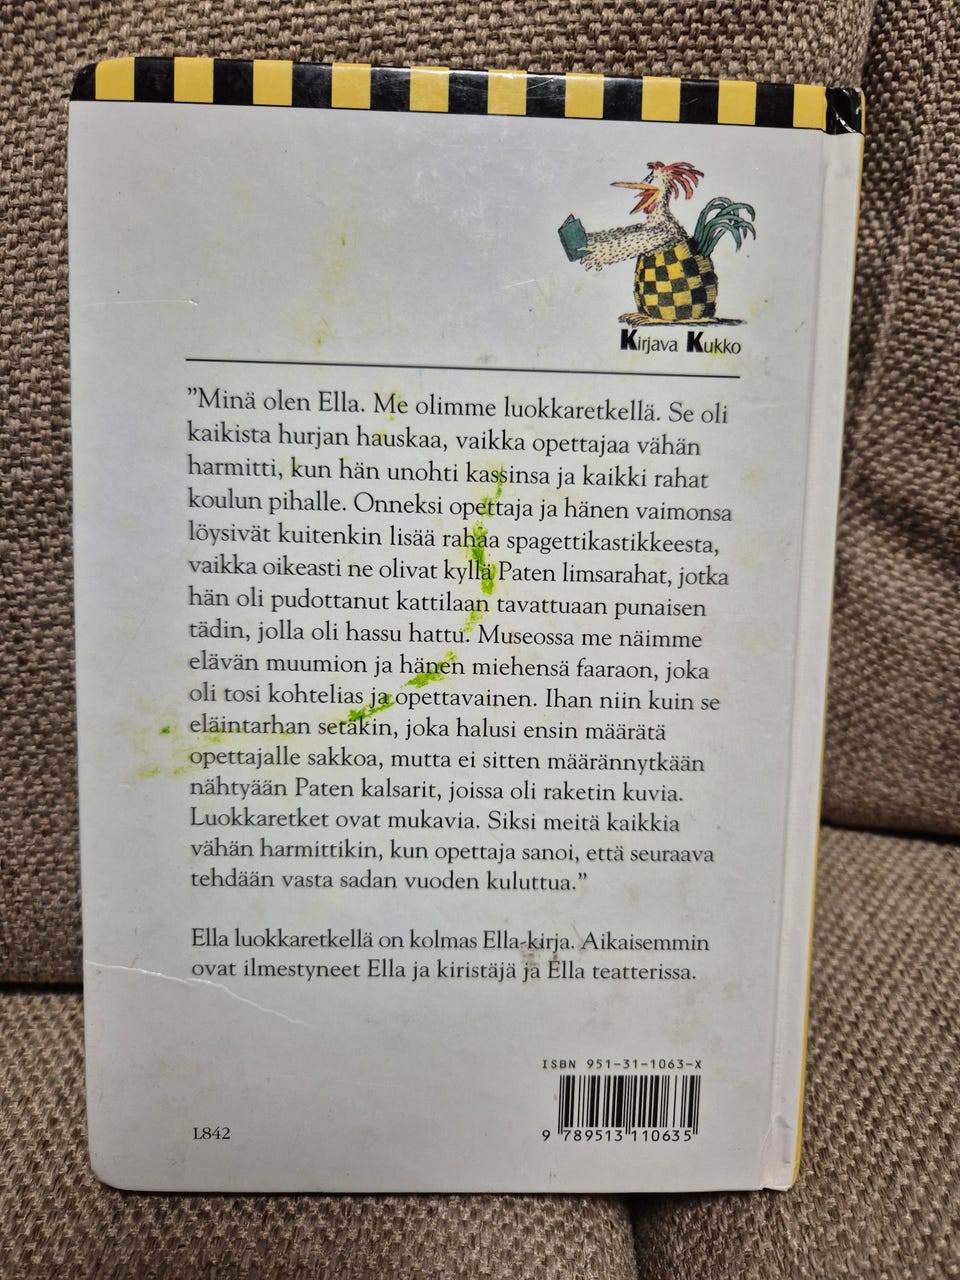 Kirjava Kukko
”Minä olen Ella. Me olimme luokkaretkellä. Se oli
kaikista hurjan hauskaa, vaikka opettajaa vähän
harmitti, kun hän unohti kassinsa ja kaikki rahat
koulun pihalle. Onneksi opettaja ja hänen vaimonsa
löysivät kuitenkin lisää rahaa spagettikastikkeesta,
vaikka oikeasti ne olivat kyllä Paten limsarahat, jotka
hän oli pudottanut kattilaan tavattuaan punaisen
tädin, jolla oli hassu hattu. Museossa me näimme
elävän muumion ja hänen miehensä faaraon, joka
oli tosi kohtelias ja opettavainen. Ihan niin kuin se
eläintarhan setäkin, joka halusi ensin määrätä
opettajalle sakkoa, mutta ei sitten määrännytkään
nähtyään Paten kalsarit, joissa oli raketin kuvia.
Luokkaretket ovat mukavia. Siksi meitä kaikkia
vähän harmittikin, kun opettaja sanoi, että seuraava
tehdään vasta sadan vuoden kuluttua.”
Ella luokkaretkellä on kolmas Ella-kirja. Aikaisemmin
ovat ilmestyneet Ella ja kiristäjä ja Ella teatterissa.
ISBN 951-31-1063-X
9 789513 110635
L842